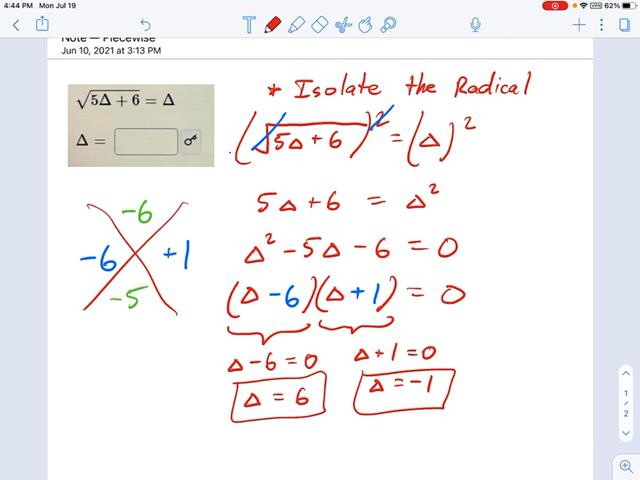 4:44 PM Mon Jul 19
62%
Note – Piecewise
Jun 10, 2021 at 3:13 PM
√(5Δ + 6) = Δ
Δ =
* Isolate the Radical
(√(5Δ + 6))² = (Δ)²
5Δ + 6 = Δ²
Δ² − 5Δ − 6 = 0
(Δ − 6)(Δ + 1) = 0
Δ − 6 = 0 Δ + 1 = 0
Δ = 6 Δ = −1
−6
−6 +1
−5
1 / 2